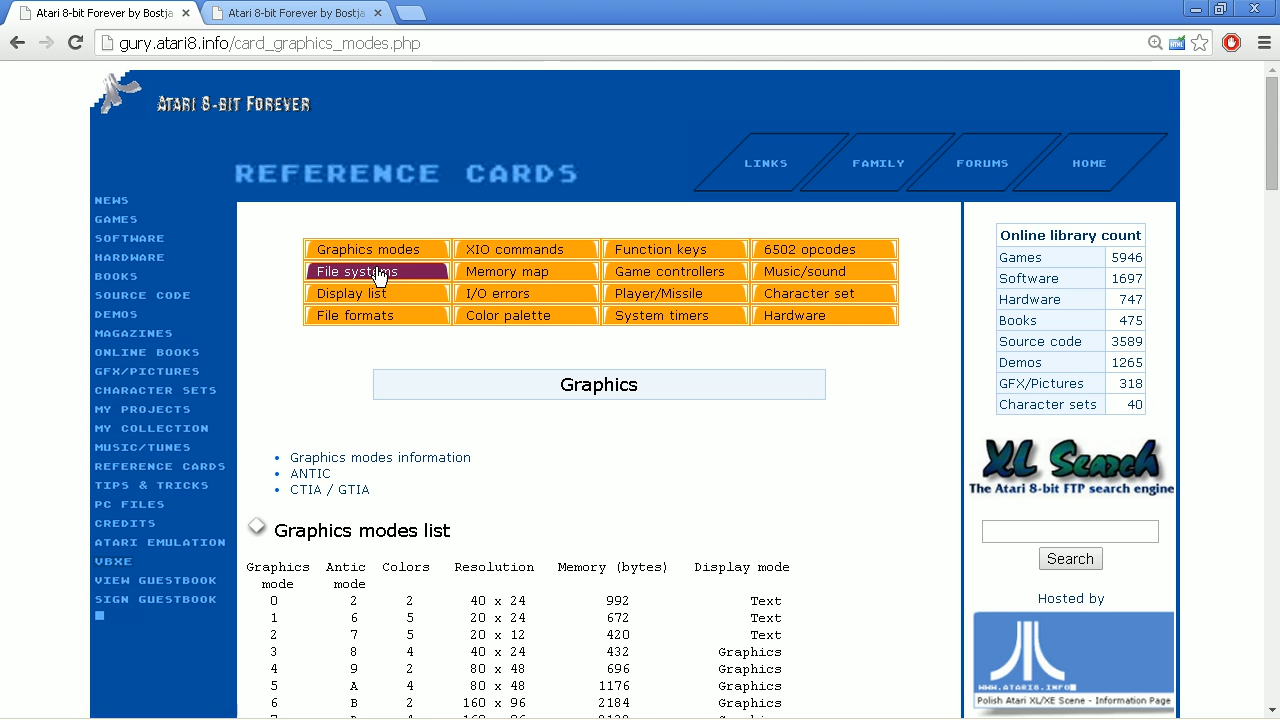 Atari 8-bit Forever by Bostja
Atari 8-bit Forever by Bostja
gury.atari8.info/card_graphics_modes.php
ATARI 8-BIT FOREVER
REFERENCE CARDS
LINKS FAMILY FORUMS HOME
NEWS
GAMES
SOFTWARE
HARDWARE
BOOKS
SOURCE CODE
DEMOS
MAGAZINES
ONLINE BOOKS
GFX/PICTURES
CHARACTER SETS
MY PROJECTS
MY COLLECTION
MUSIC/TUNES
REFERENCE CARDS
TIPS & TRICKS
PC FILES
CREDITS
ATARI EMULATION
VBXE
VIEW GUESTBOOK
SIGN GUESTBOOK
Graphics modes XIO commands Function keys 6502 opcodes
File systems Memory map Game controllers Music/sound
Display list I/O errors Player/Missile Character set
File formats Color palette System timers Hardware
Graphics
• Graphics modes information
• ANTIC
• CTIA / GTIA
Graphics modes list
Graphics Antic Colors Resolution Memory (bytes) Display mode
mode mode
0 2 2 40 x 24 992 Text
1 6 5 20 x 24 672 Text
2 7 5 20 x 12 420 Text
3 8 4 40 x 24 432 Graphics
4 9 2 80 x 48 696 Graphics
5 4 80 x 48 1176 Graphics
x 96 Graphics
Online library count
Games 5946
Software 1697
Hardware 747
Books 475
Source code 3589
Demos 1265
GFX/Pictures 318
Character sets 40
XL Search
The Atari 8-bit FTP search engine
Search
Hosted by
WWW.ATARI8.INFO
Polish Atari XL/XE Scene - Information Page